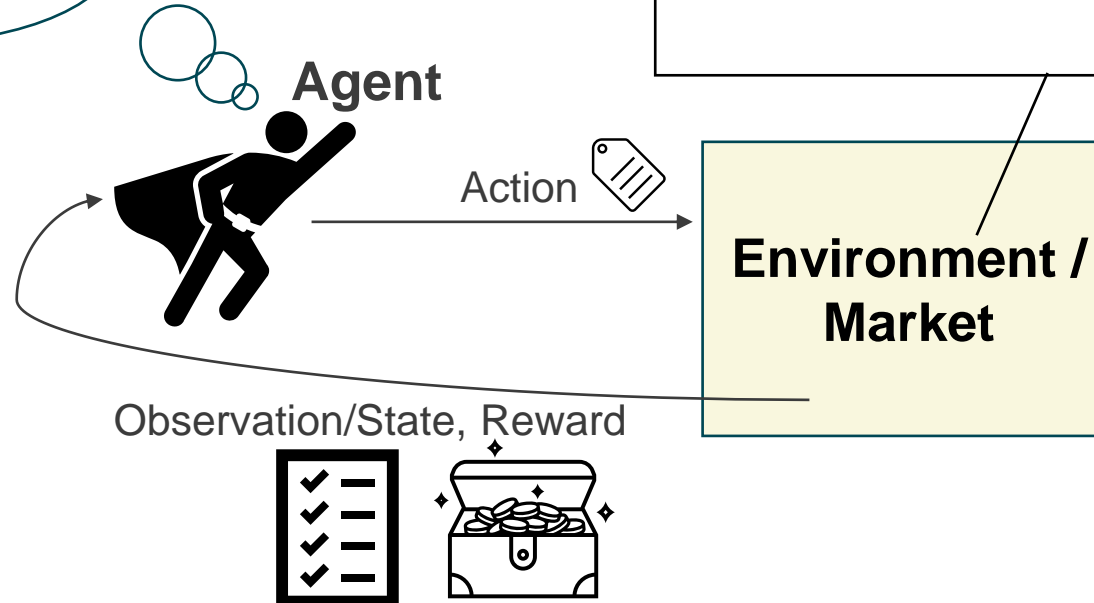 Agent
Action
Environment /
Market
Observation/State, Reward